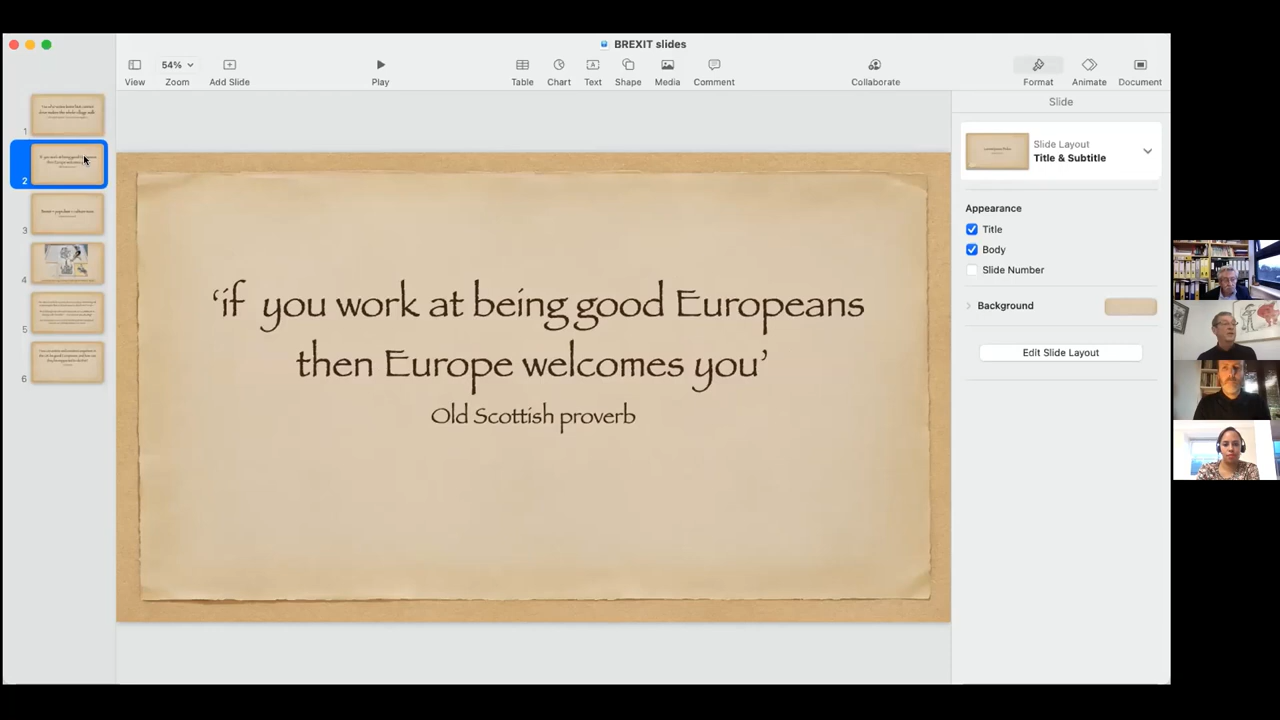 BREXIT slides
54%
View
Zoom
Add Slide
Play
Table
Chart
Text
Shape
Media
Comment
Collaborate
Format
Animate
Document
Slide
1
2
3
4
5
6
‘if you work at being good Europeans
then Europe welcomes you’
Old Scottish proverb
Slide Layout
Title & Subtitle
Appearance
Title
Body
Slide Number
Background
Edit Slide Layout